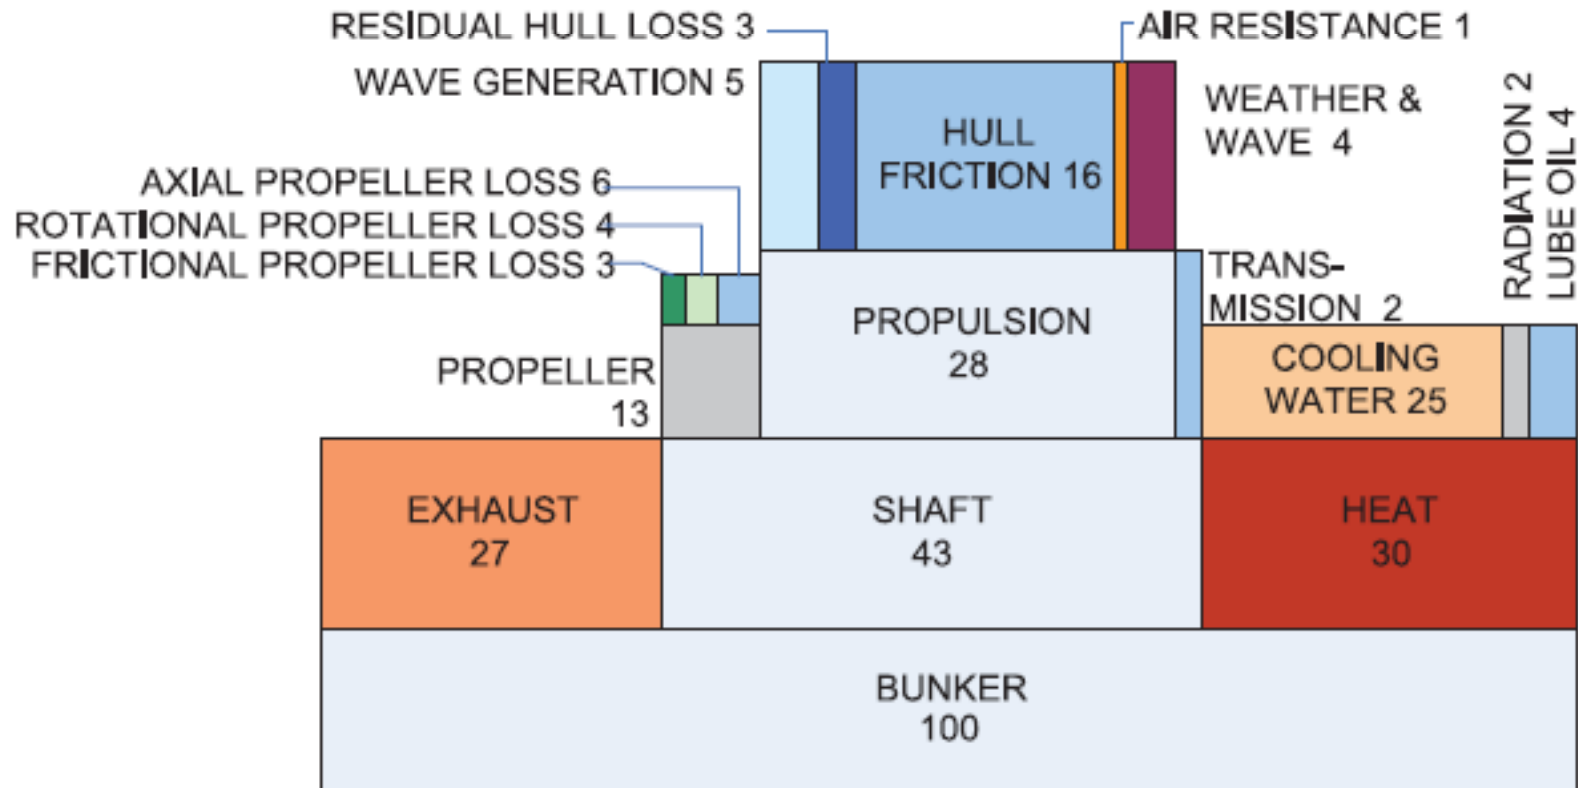 RESIDUAL HULL LOSS 3
AIR RESISTANCE 1
WAVE GENERATION 5
HULL
FRICTION 16
WEATHER &
WAVE 4
RADIATION 2
LUBE OIL 4
AXIAL PROPELLER LOSS 6
ROTATIONAL PROPELLER LOSS 4
FRICTIONAL PROPELLER LOSS 3
TRANS-
MISSION 2
PROPULSION
28
PROPELLER
13
COOLING
WATER 25
EXHAUST
27
SHAFT
43
HEAT
30
BUNKER
100